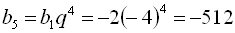 b₅ = b₁q⁴ = −2(−4)⁴ = −512